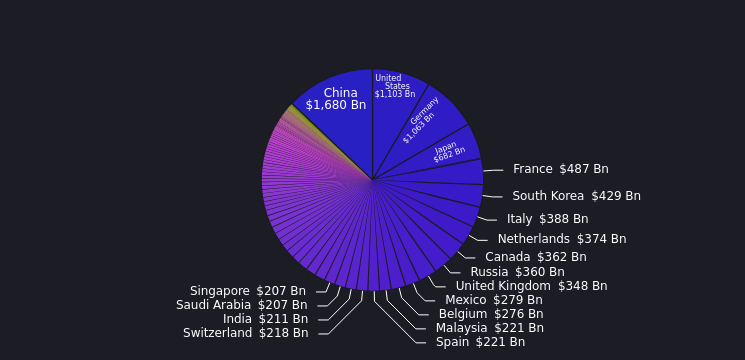 China
$1,680 Bn
United
States
$1,103 Bn
Germany
$1,063 Bn
Japan
$682 Bn
France $487 Bn
South Korea $429 Bn
Italy $388 Bn
Netherlands $374 Bn
Canada $362 Bn
Russia $360 Bn
United Kingdom $348 Bn
Mexico $279 Bn
Belgium $276 Bn
Malaysia $221 Bn
Spain $221 Bn
Singapore $207 Bn
Saudi Arabia $207 Bn
India $211 Bn
Switzerland $218 Bn